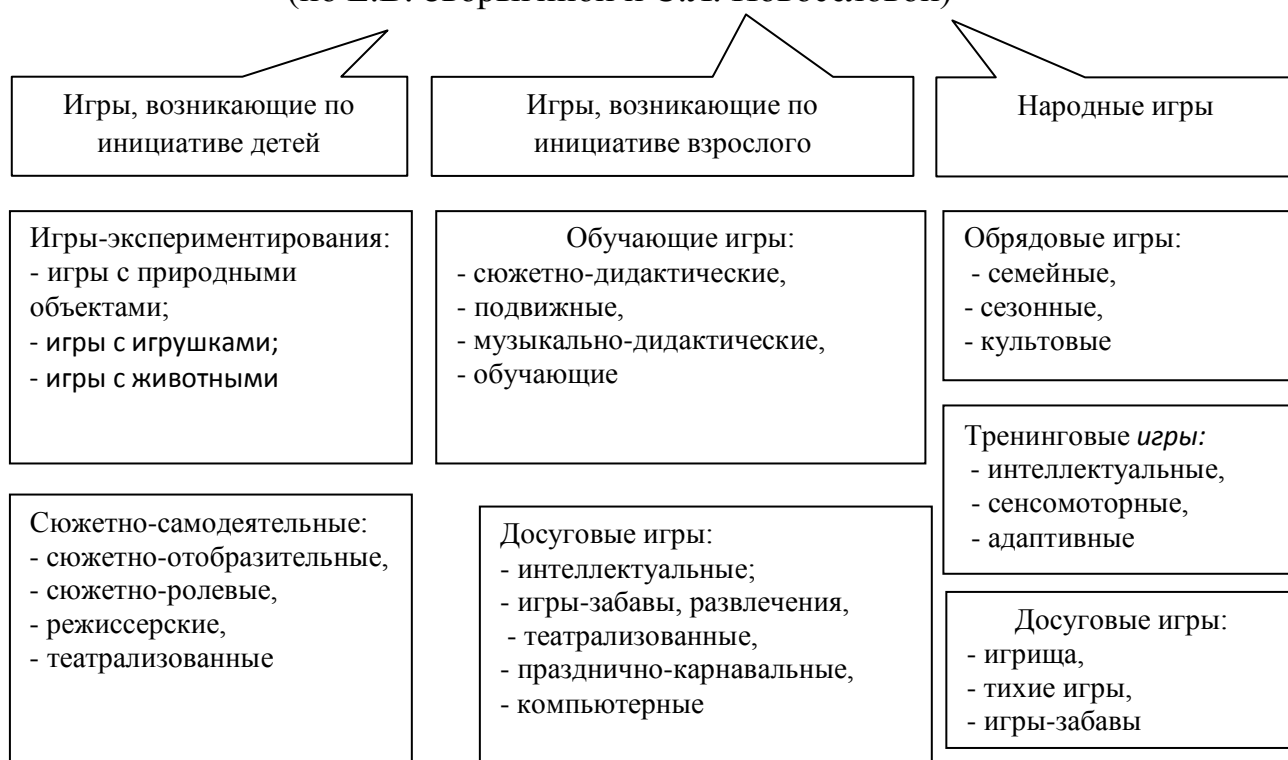 (по Е.В. Зворыгиной и С.Л. Новоселовой)
Игры, возникающие по
инициативе детей
Игры, возникающие по
инициативе взрослого
Народные игры
Игры-экспериментирования:
- игры с природными
объектами;
- игры с игрушками;
- игры с животными
Сюжетно-самодеятельные:
- сюжетно-отобразительные,
- сюжетно-ролевые,
- режиссерские,
- театрализованные
Обучающие игры:
- сюжетно-дидактические,
- подвижные,
- музыкально-дидактические,
- обучающие
Досуговые игры:
- интеллектуальные;
- игры-забавы, развлечения,
- театрализованные,
- празднично-карнавальные,
- компьютерные
Обрядовые игры:
- семейные,
- сезонные,
- культовые
Тренинговые игры:
- интеллектуальные,
- сенсомоторные,
- адаптивные
Досуговые игры:
- игрища,
- тихие игры,
- игры-забавы